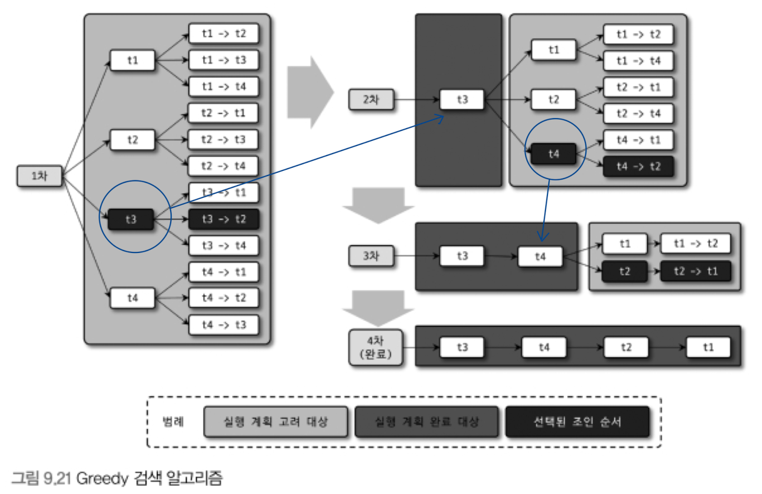 1차
t1
t1 -> t2
t1 -> t3
t1 -> t4
t2
t2 -> t1
t2 -> t3
t2 -> t4
t3
t3 -> t1
t3 -> t2
t3 -> t4
t4
t4 -> t1
t4 -> t2
t4 -> t3
2차
t3
t1
t1 -> t2
t1 -> t4
t2
t2 -> t1
t2 -> t4
t4
t4 -> t1
t4 -> t2
3차
t3
t4
t1
t1 -> t2
t2
t2 -> t1
4차
(완료)
t3
t4
t2
t1
범례
실행 계획 고려 대상
실행 계획 완료 대상
선택된 조인 순서
그림 9.21 Greedy 검색 알고리즘